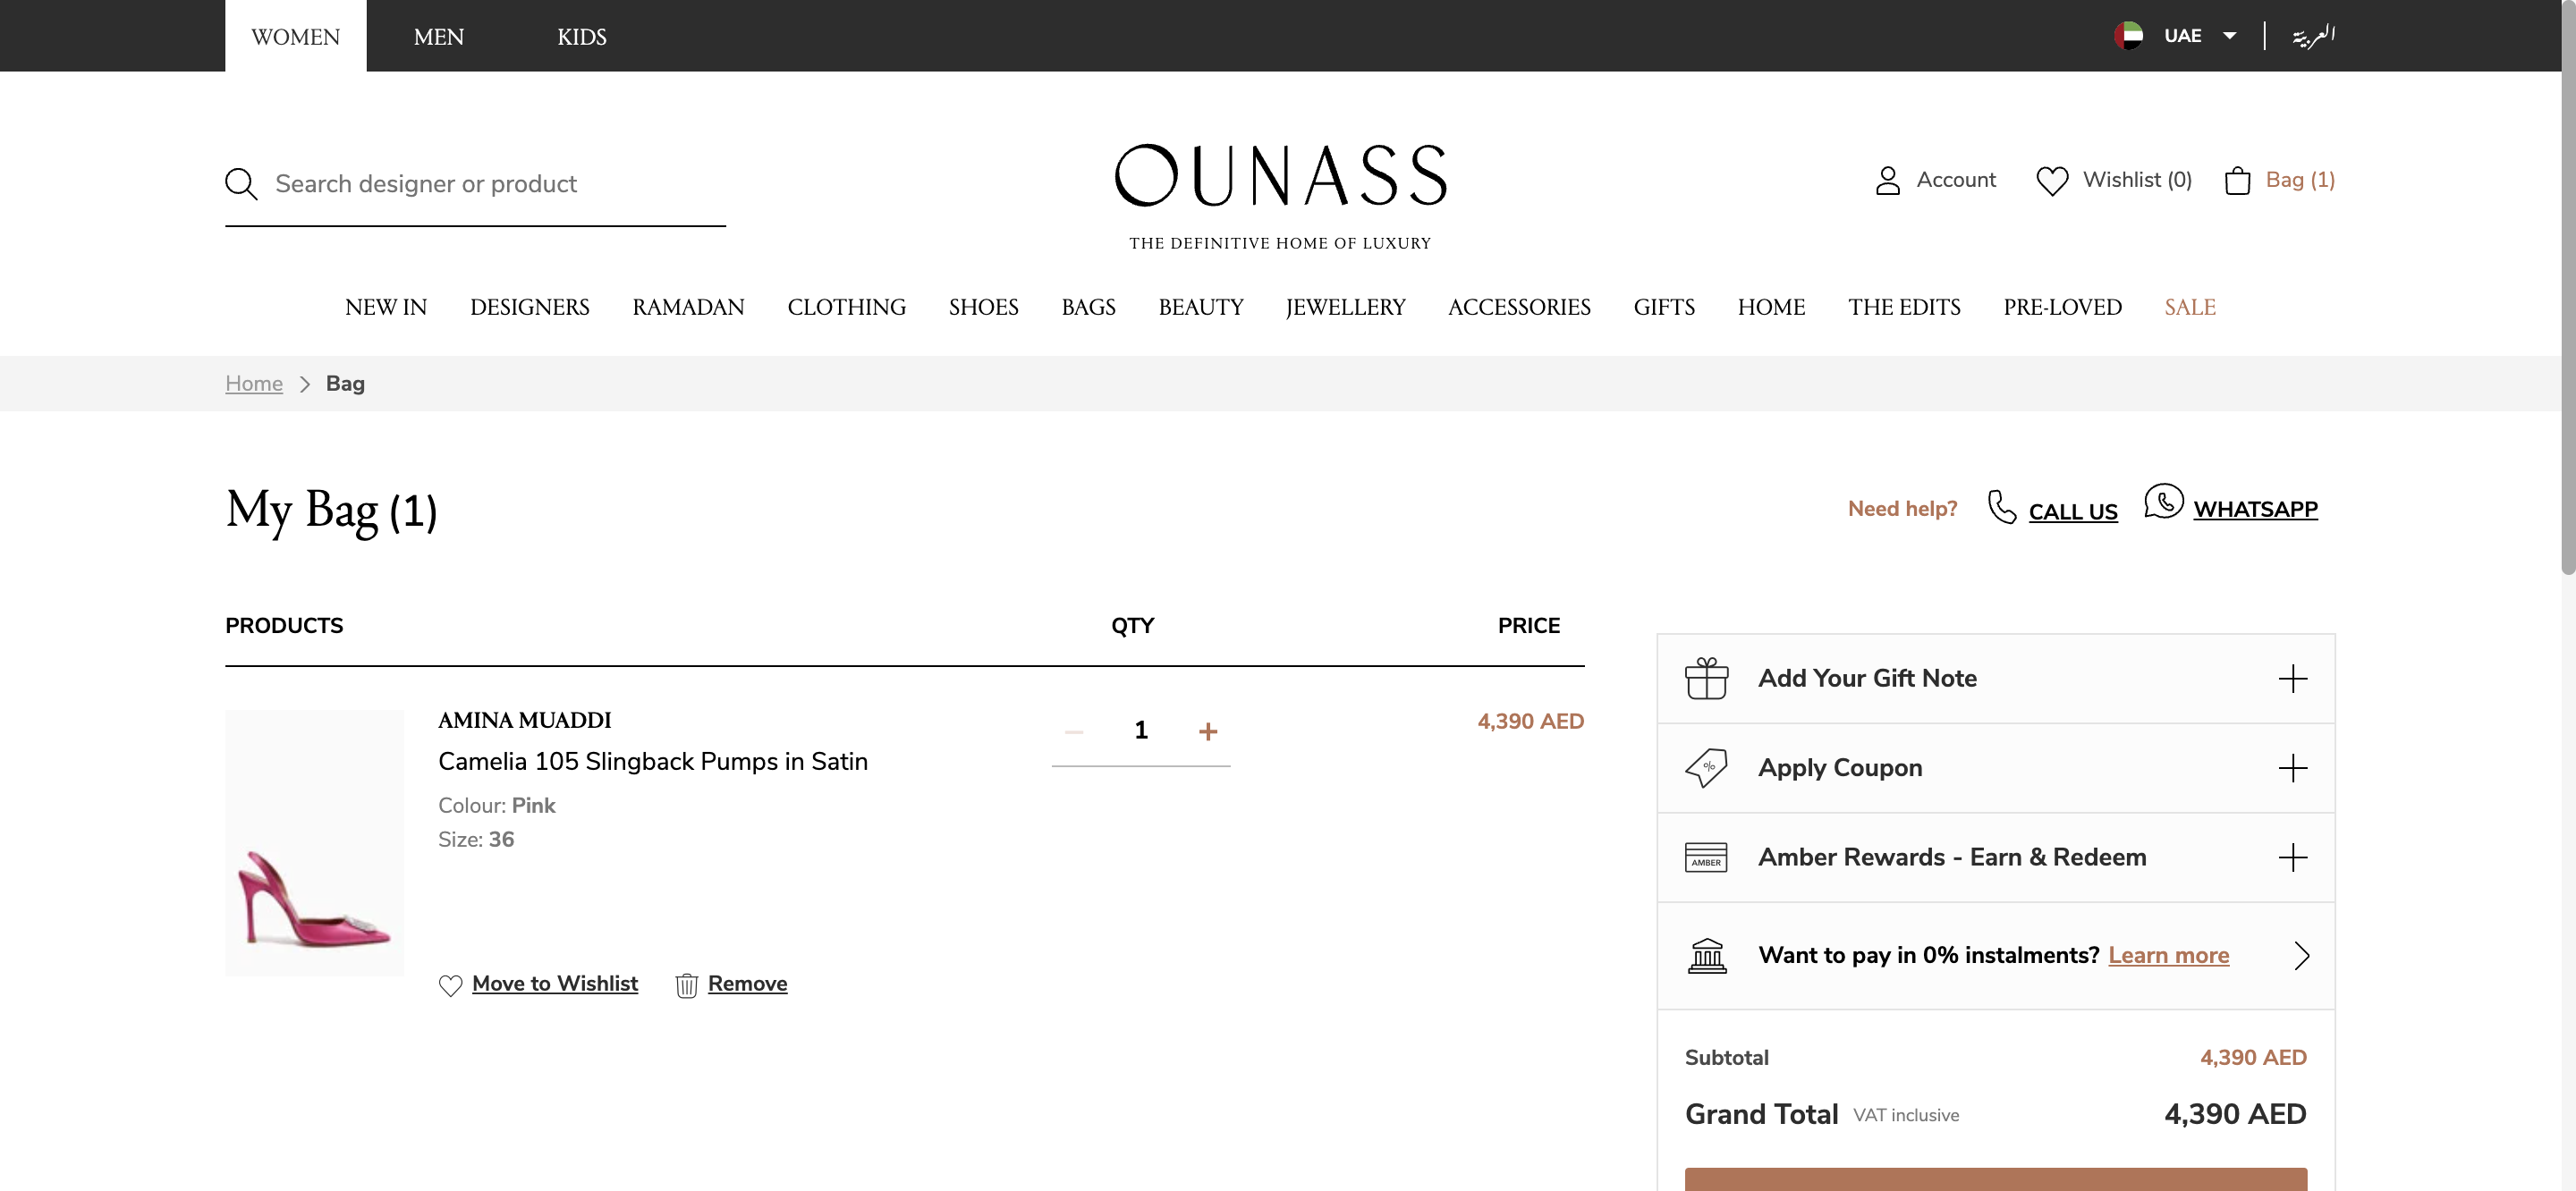 WOMEN MEN KIDS UAE العربية
Search designer or product
OUNASS
THE DEFINITIVE HOME OF LUXURY
Account Wishlist (0) Bag (1)
NEW IN DESIGNERS RAMADAN CLOTHING SHOES BAGS BEAUTY JEWELLERY ACCESSORIES GIFTS HOME THE EDITS PRE-LOVED SALE
Home Bag
My Bag (1)
Need help? CALL US WHATSAPP
PRODUCTS QTY PRICE
AMINA MUADDI
Camelia 105 Slingback Pumps in Satin
Colour: Pink
Size: 36
1
4,390 AED
Move to Wishlist Remove
Add Your Gift Note
% Apply Coupon
AMBER Amber Rewards - Earn & Redeem
Want to pay in 0% instalments? Learn more
Subtotal 4,390 AED
Grand Total VAT inclusive 4,390 AED